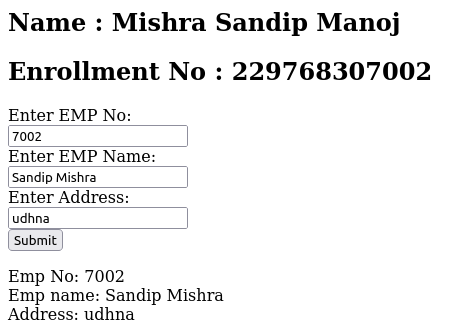 Name : Mishra Sandip Manoj
Enrollment No : 229768307002
Enter EMP No:
7002
Enter EMP Name:
Sandip Mishra
Enter Address:
udhna
Submit
Emp No: 7002
Emp name: Sandip Mishra
Address: udhna